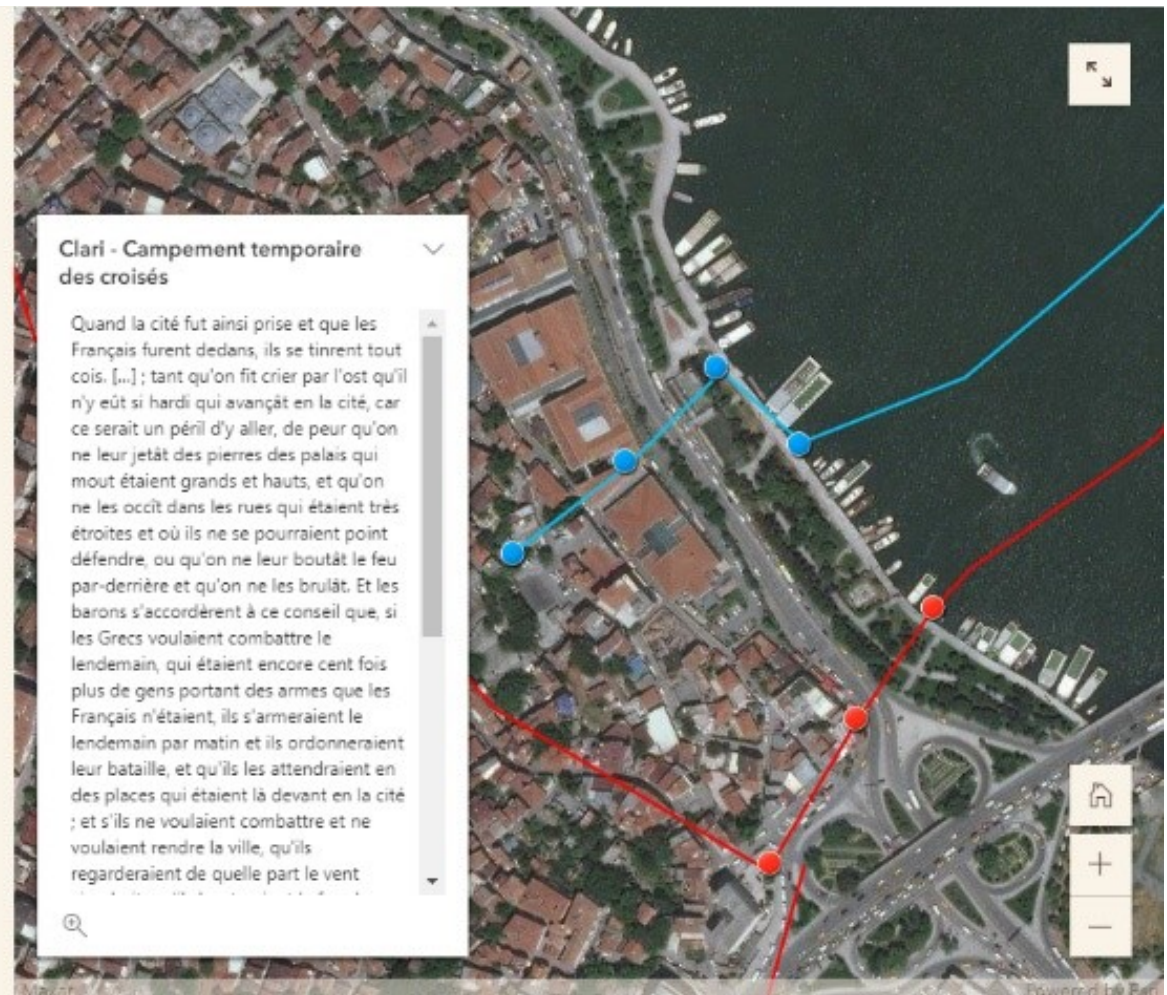 Clari - Campement temporaire
des croisés
Quand la cité fut ainsi prise et que les
Français furent dedans, ils se tinrent tout
cois. [...] ; tant qu'on fit crier par l'ost qu'il
n'y eût si hardi qui avançât en la cité, car
ce serait un péril d'y aller, de peur qu'on
ne leur jetât des pierres des palais qui
mout étaient grands et hauts, et qu'on
ne les occît dans les rues qui étaient très
étroites et où ils ne se pourraient point
défendre, ou qu'on ne leur boutât le feu
par-derrière et qu'on ne les brulât. Et les
barons s'accordèrent à ce conseil que, si
les Grecs voulaient combattre le
lendemain, qui étaient encore cent fois
plus de gens portant des armes que les
Français n'étaient, ils s'armeraient le
lendemain par matin et ils ordonneraient
leur bataille, et qu'ils les attendraient en
des places qui étaient là devant en la cité
; et s'ils ne voulaient combattre et ne
voulaient rendre la ville, qu'ils
regarderaient de quelle part le vent
Powered by Esri